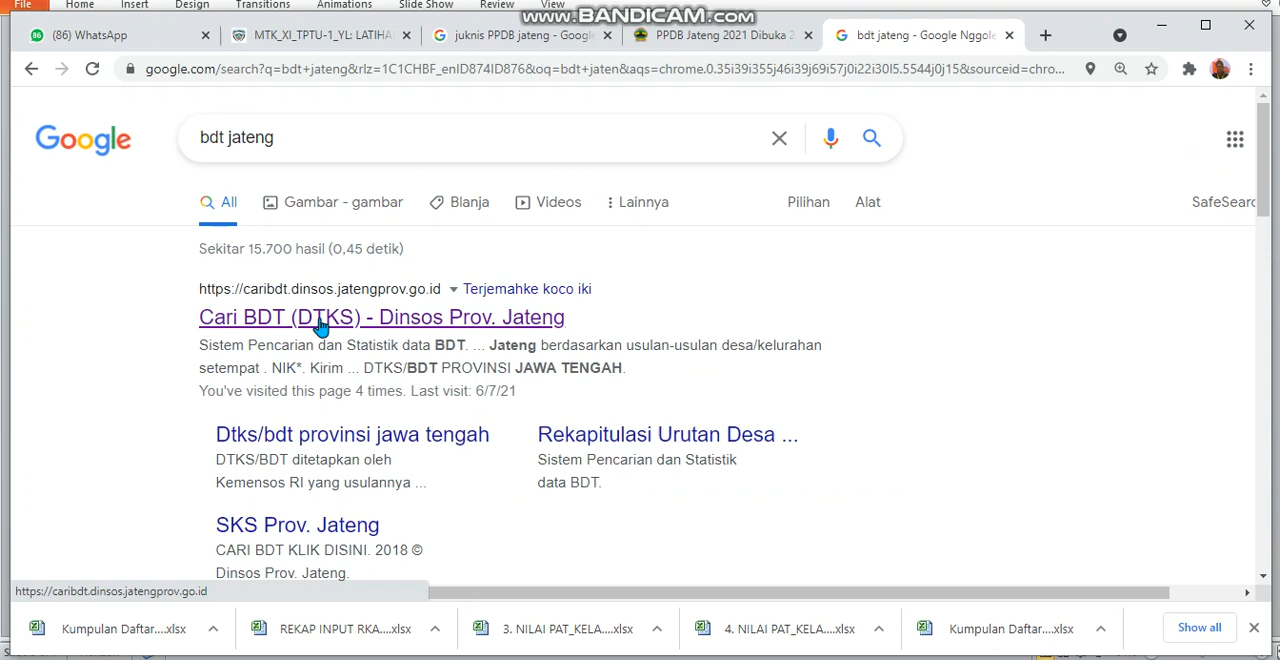 File Home Insert Design Transitions Animations Slide Show Review View
www.BANDICAM.com
(86) WhatsApp
MTK_XI_TPTU-1_YL: LATIHA
juknis PPDB jateng - Google
PPDB Jateng 2021 Dibuka 2
bdt jateng - Google Nggole
google.com/search?q=bdt+jateng&rlz=1C1CHBF_enID874ID876&oq=bdt+jaten&aqs=chrome.0.35i39i355j46i39j69i57j0i22i30l5.5544j0j15&sourceid=chro...
Google
bdt jateng
All
Gambar - gambar
Blanja
Videos
Lainnya
Pilihan
Alat
SafeSearc
Sekitar 15.700 hasil (0,45 detik)
https://caribdt.dinsos.jatengprov.go.id
Terjemahke koco iki
Cari BDT (DTKS) - Dinsos Prov. Jateng
Sistem Pencarian dan Statistik data BDT. ... Jateng berdasarkan usulan-usulan desa/kelurahan
setempat . NIK*. Kirim ... DTKS/BDT PROVINSI JAWA TENGAH.
You've visited this page 4 times. Last visit: 6/7/21
Dtks/bdt provinsi jawa tengah
DTKS/BDT ditetapkan oleh
Kemensos RI yang usulannya ...
Rekapitulasi Urutan Desa ...
Sistem Pencarian dan Statistik
data BDT.
SKS Prov. Jateng
CARI BDT KLIK DISINI. 2018 ©
Dinsos Prov. Jateng.
https://caribdt.dinsos.jatengprov.go.id
Kumpulan Daftar....xlsx
REKAP INPUT RKA....xlsx
3. NILAI PAT_KELA....xlsx
4. NILAI PAT_KELA....xlsx
Kumpulan Daftar....xlsx
Show all